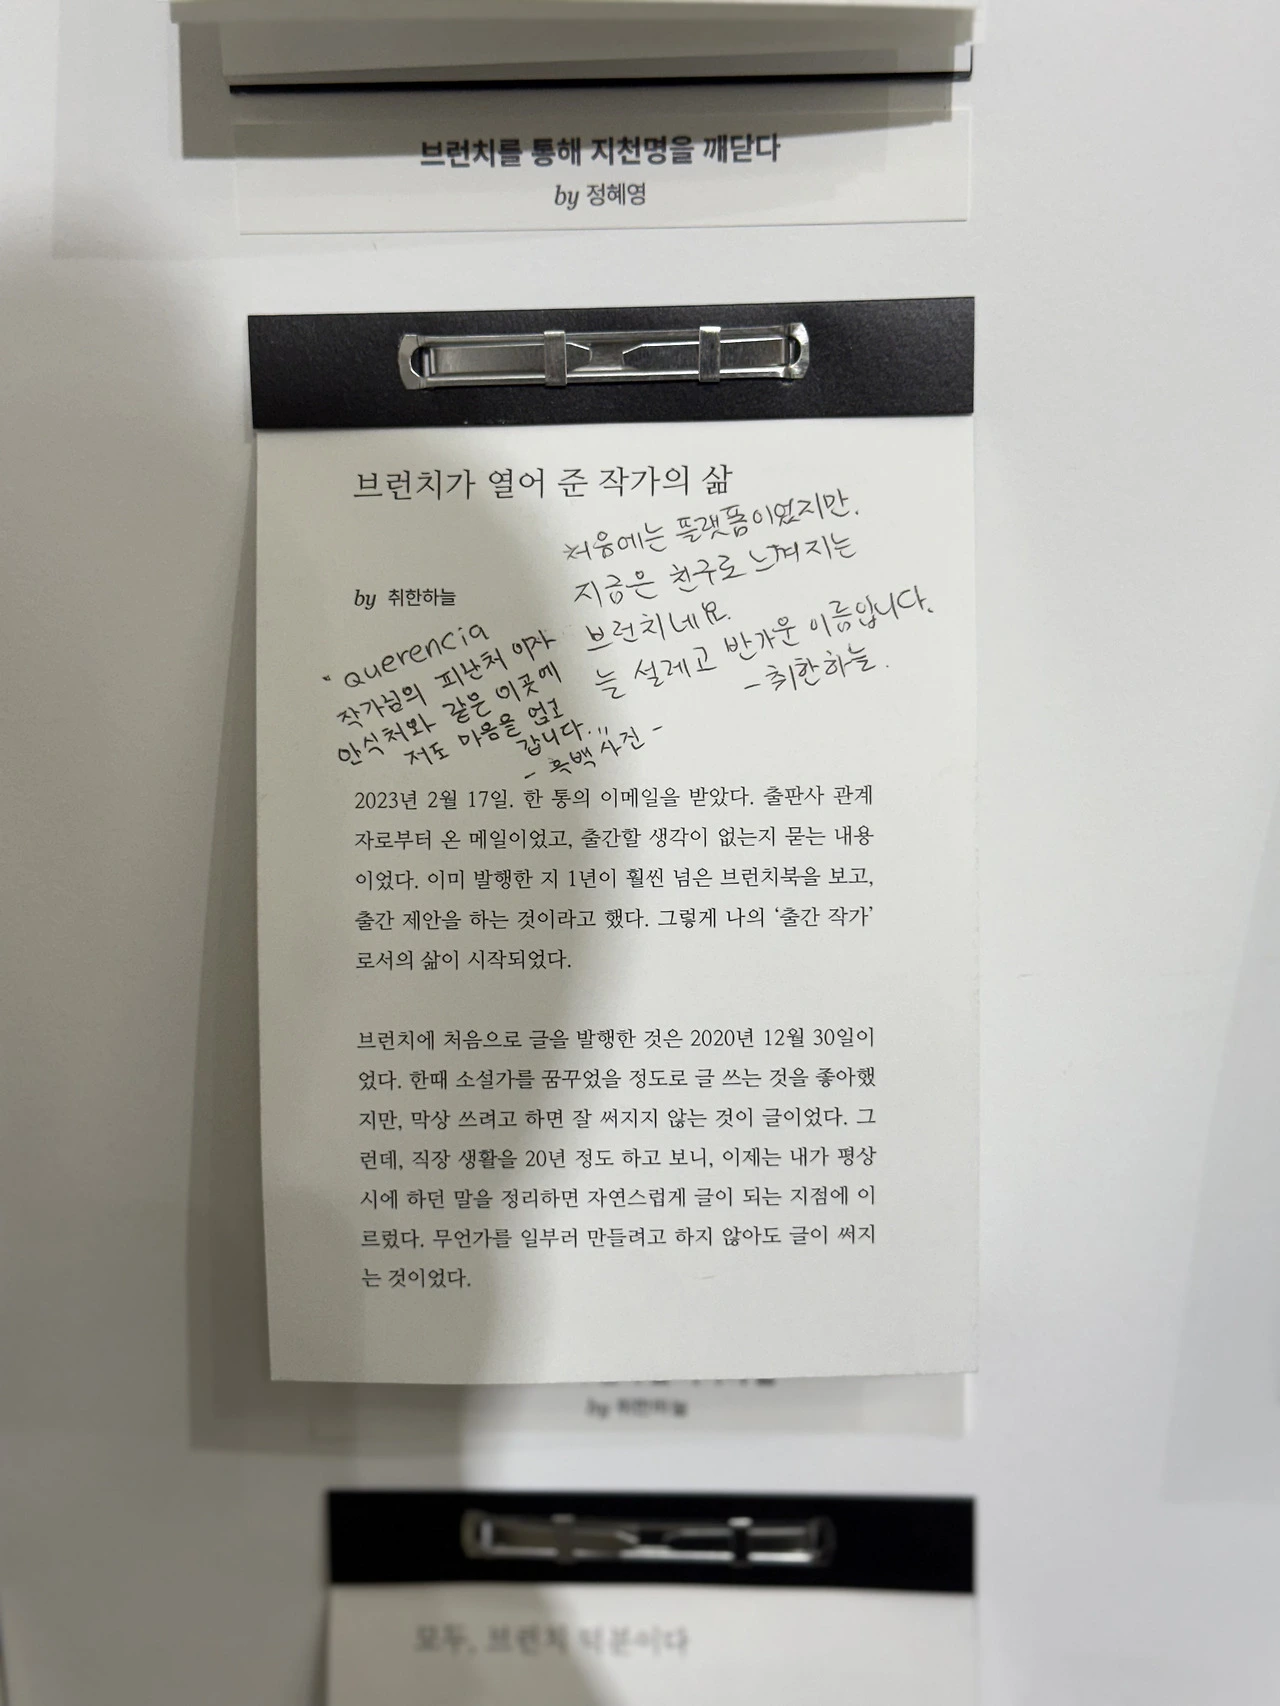 브런치를 통해 지천명을 깨닫다
by 정혜영
브런치가 열어 준 작가의 삶
처음에는 플랫폼이었지만.
지금은 친구로 느껴지는
브런치네요.
늘 설레고 반가운 이름입니다.
- 취한하늘.
by 취한하늘
"Querencia
작가님의 피난처 이자
안식처와 같은 이곳에
저도 마음을 얹고
갑니다."
- 흑백사진 -
2023년 2월 17일. 한 통의 이메일을 받았다. 출판사 관계
자로부터 온 메일이었고, 출간할 생각이 없는지 묻는 내용
이었다. 이미 발행한 지 1년이 훨씬 넘은 브런치북을 보고,
출간 제안을 하는 것이라고 했다. 그렇게 나의 ‘출간 작가’
로서의 삶이 시작되었다.
브런치에 처음으로 글을 발행한 것은 2020년 12월 30일이
었다. 한때 소설가를 꿈꾸었을 정도로 글 쓰는 것을 좋아했
지만, 막상 쓰려고 하면 잘 써지지 않는 것이 글이었다. 그
런데, 직장 생활을 20년 정도 하고 보니, 이제는 내가 평상
시에 하던 말을 정리하면 자연스럽게 글이 되는 지점에 이
르렀다. 무언가를 일부러 만들려고 하지 않아도 글이 써지
는 것이었다.
by 취한하늘
모두, 브런치 덕분이다